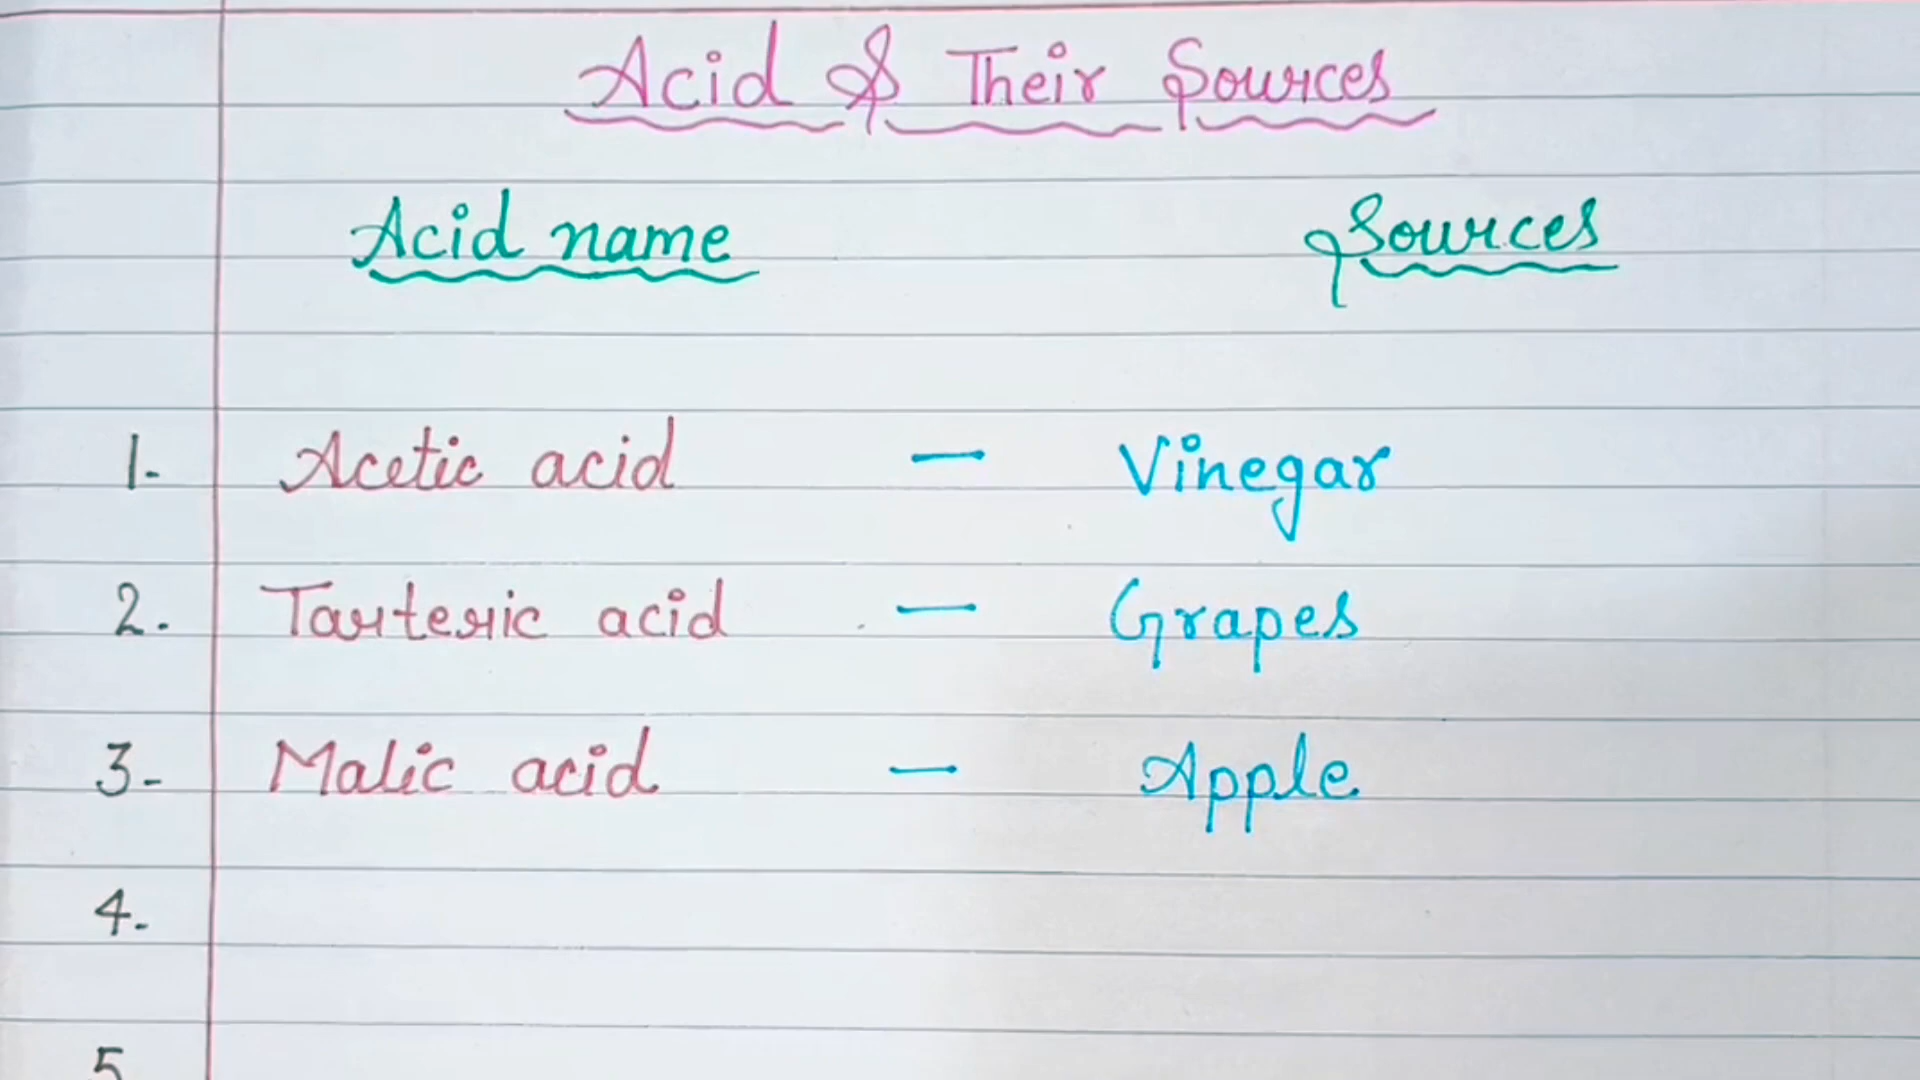 Acid & Their Sources
Acid name Sources
1. Acetic acid — Vinegar
2. Tarteric acid — Grapes
3- Malic acid — Apple
4-
5